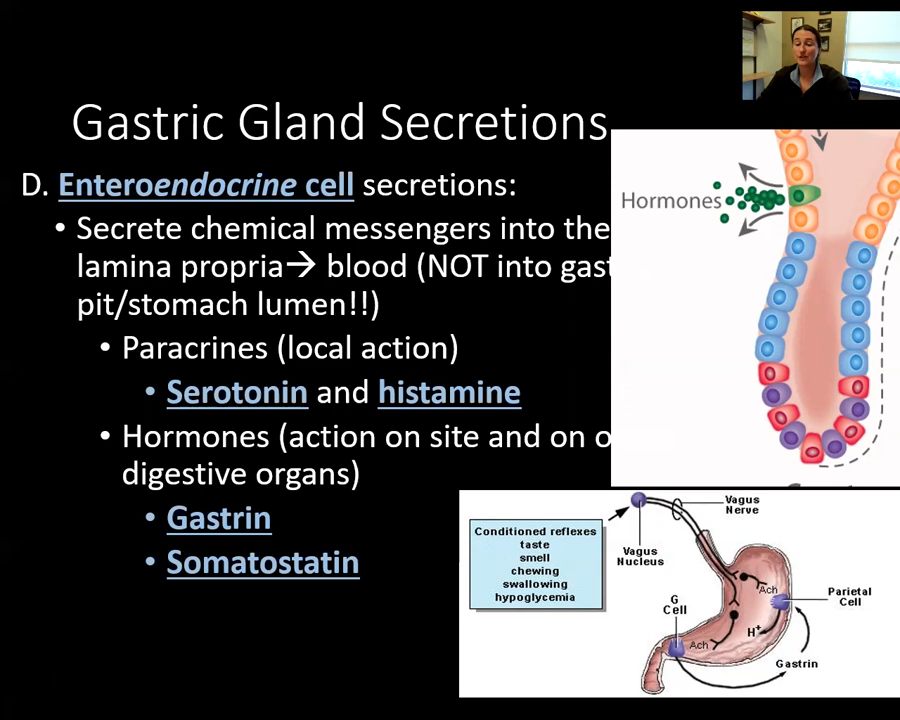 Gastric Gland Secretions
D. Enteroendocrine cell secretions:
• Secrete chemical messengers into the
lamina propria→ blood (NOT into gast
pit/stomach lumen!!)
• Paracrines (local action)
• Serotonin and histamine
• Hormones (action on site and on o
digestive organs)
• Gastrin
• Somatostatin
Hormones
Conditioned reflexes
taste
smell
chewing
swallowing
hypoglycemia
Vagus
Nerve
Vagus
Nucleus
Ach
Parietal
Cell
G
Cell
H+
Ach
Gastrin